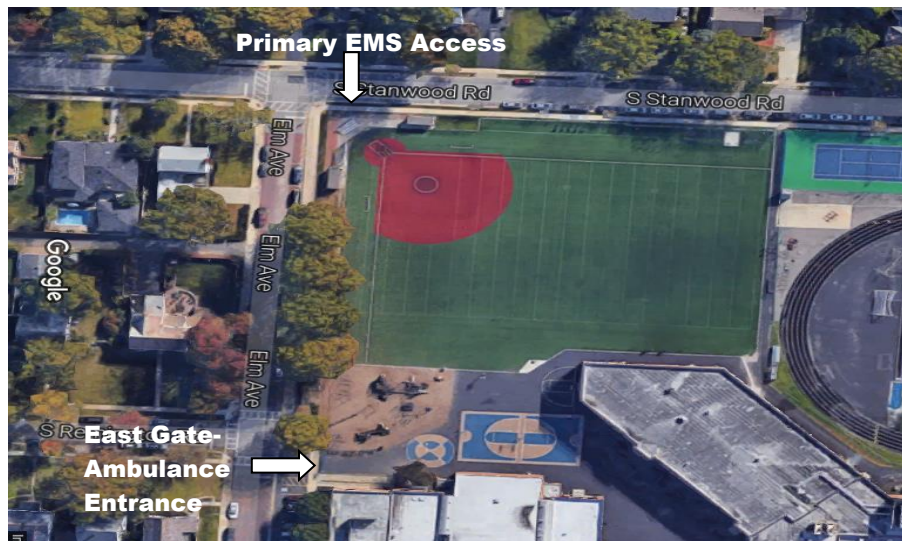 Primary EMS Access
S Stanwood Rd
S Stanwood Rd
Elm Ave
Elm Ave
Google
Elm Ave
East Gate-
Ambulance
Entrance